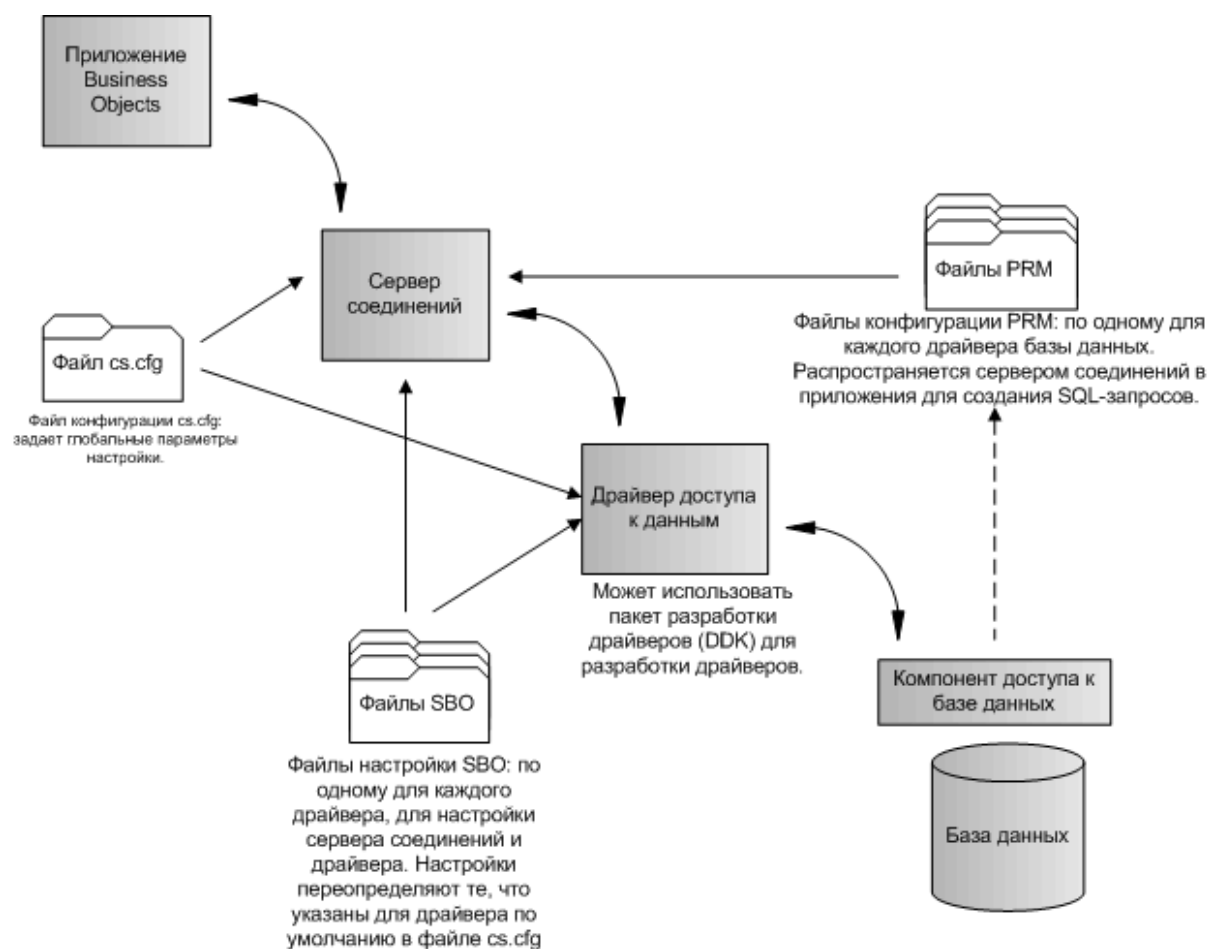 Приложение
Business
Objects
Сервер
соединений
Файлы PRM
Файлы конфигурации PRM: по одному для
каждого драйвера базы данных.
Распространяется сервером соединений в
приложения для создания SQL-запросов.
Файл cs.cfg
Файл конфигурации cs.cfg:
задает глобальные параметры
настройки.
Драйвер доступа
к данным
Может использовать
пакет разработки
драйверов (DDK) для
разработки драйверов.
Файлы SBO
Файлы настройки SBO: по
одному для каждого
драйвера, для настройки
сервера соединений и
драйвера. Настройки
переопределяют те, что
указаны для драйвера по
умолчанию в файле cs.cfg
Компонент доступа к
базе данных
База данных